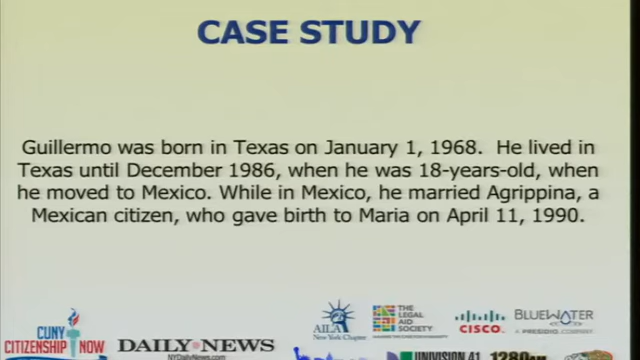 CASE STUDY
Guillermo was born in Texas on January 1, 1968.  He lived in
Texas until December 1986, when he was 18-years-old, when
he moved to Mexico. While in Mexico, he married Agrippina, a
Mexican citizen, who gave birth to Maria on April 11, 1990.
CUNY
CITIZENSHIP NOW
DAILY NEWS
NYDailyNews.com
AILA
New York Chapter
THE
LEGAL
AID
SOCIETY
CISCO
BLUEWATER
A PRESIDIO COMPANY
UNIVISION 41